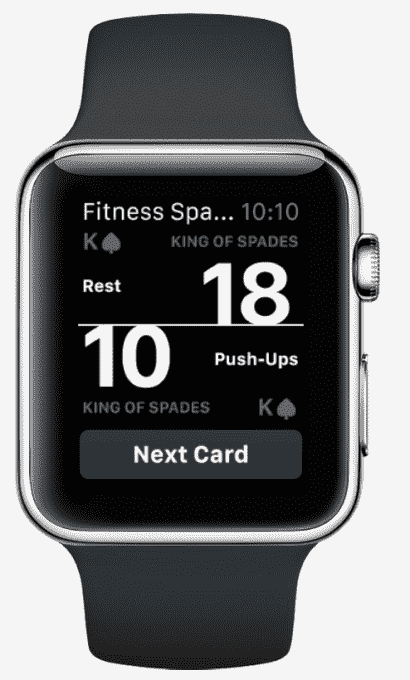 Fitness Spa... 10:10
K♠ KING OF SPADES
Rest 18
10 Push-Ups
KING OF SPADES K♠
Next Card